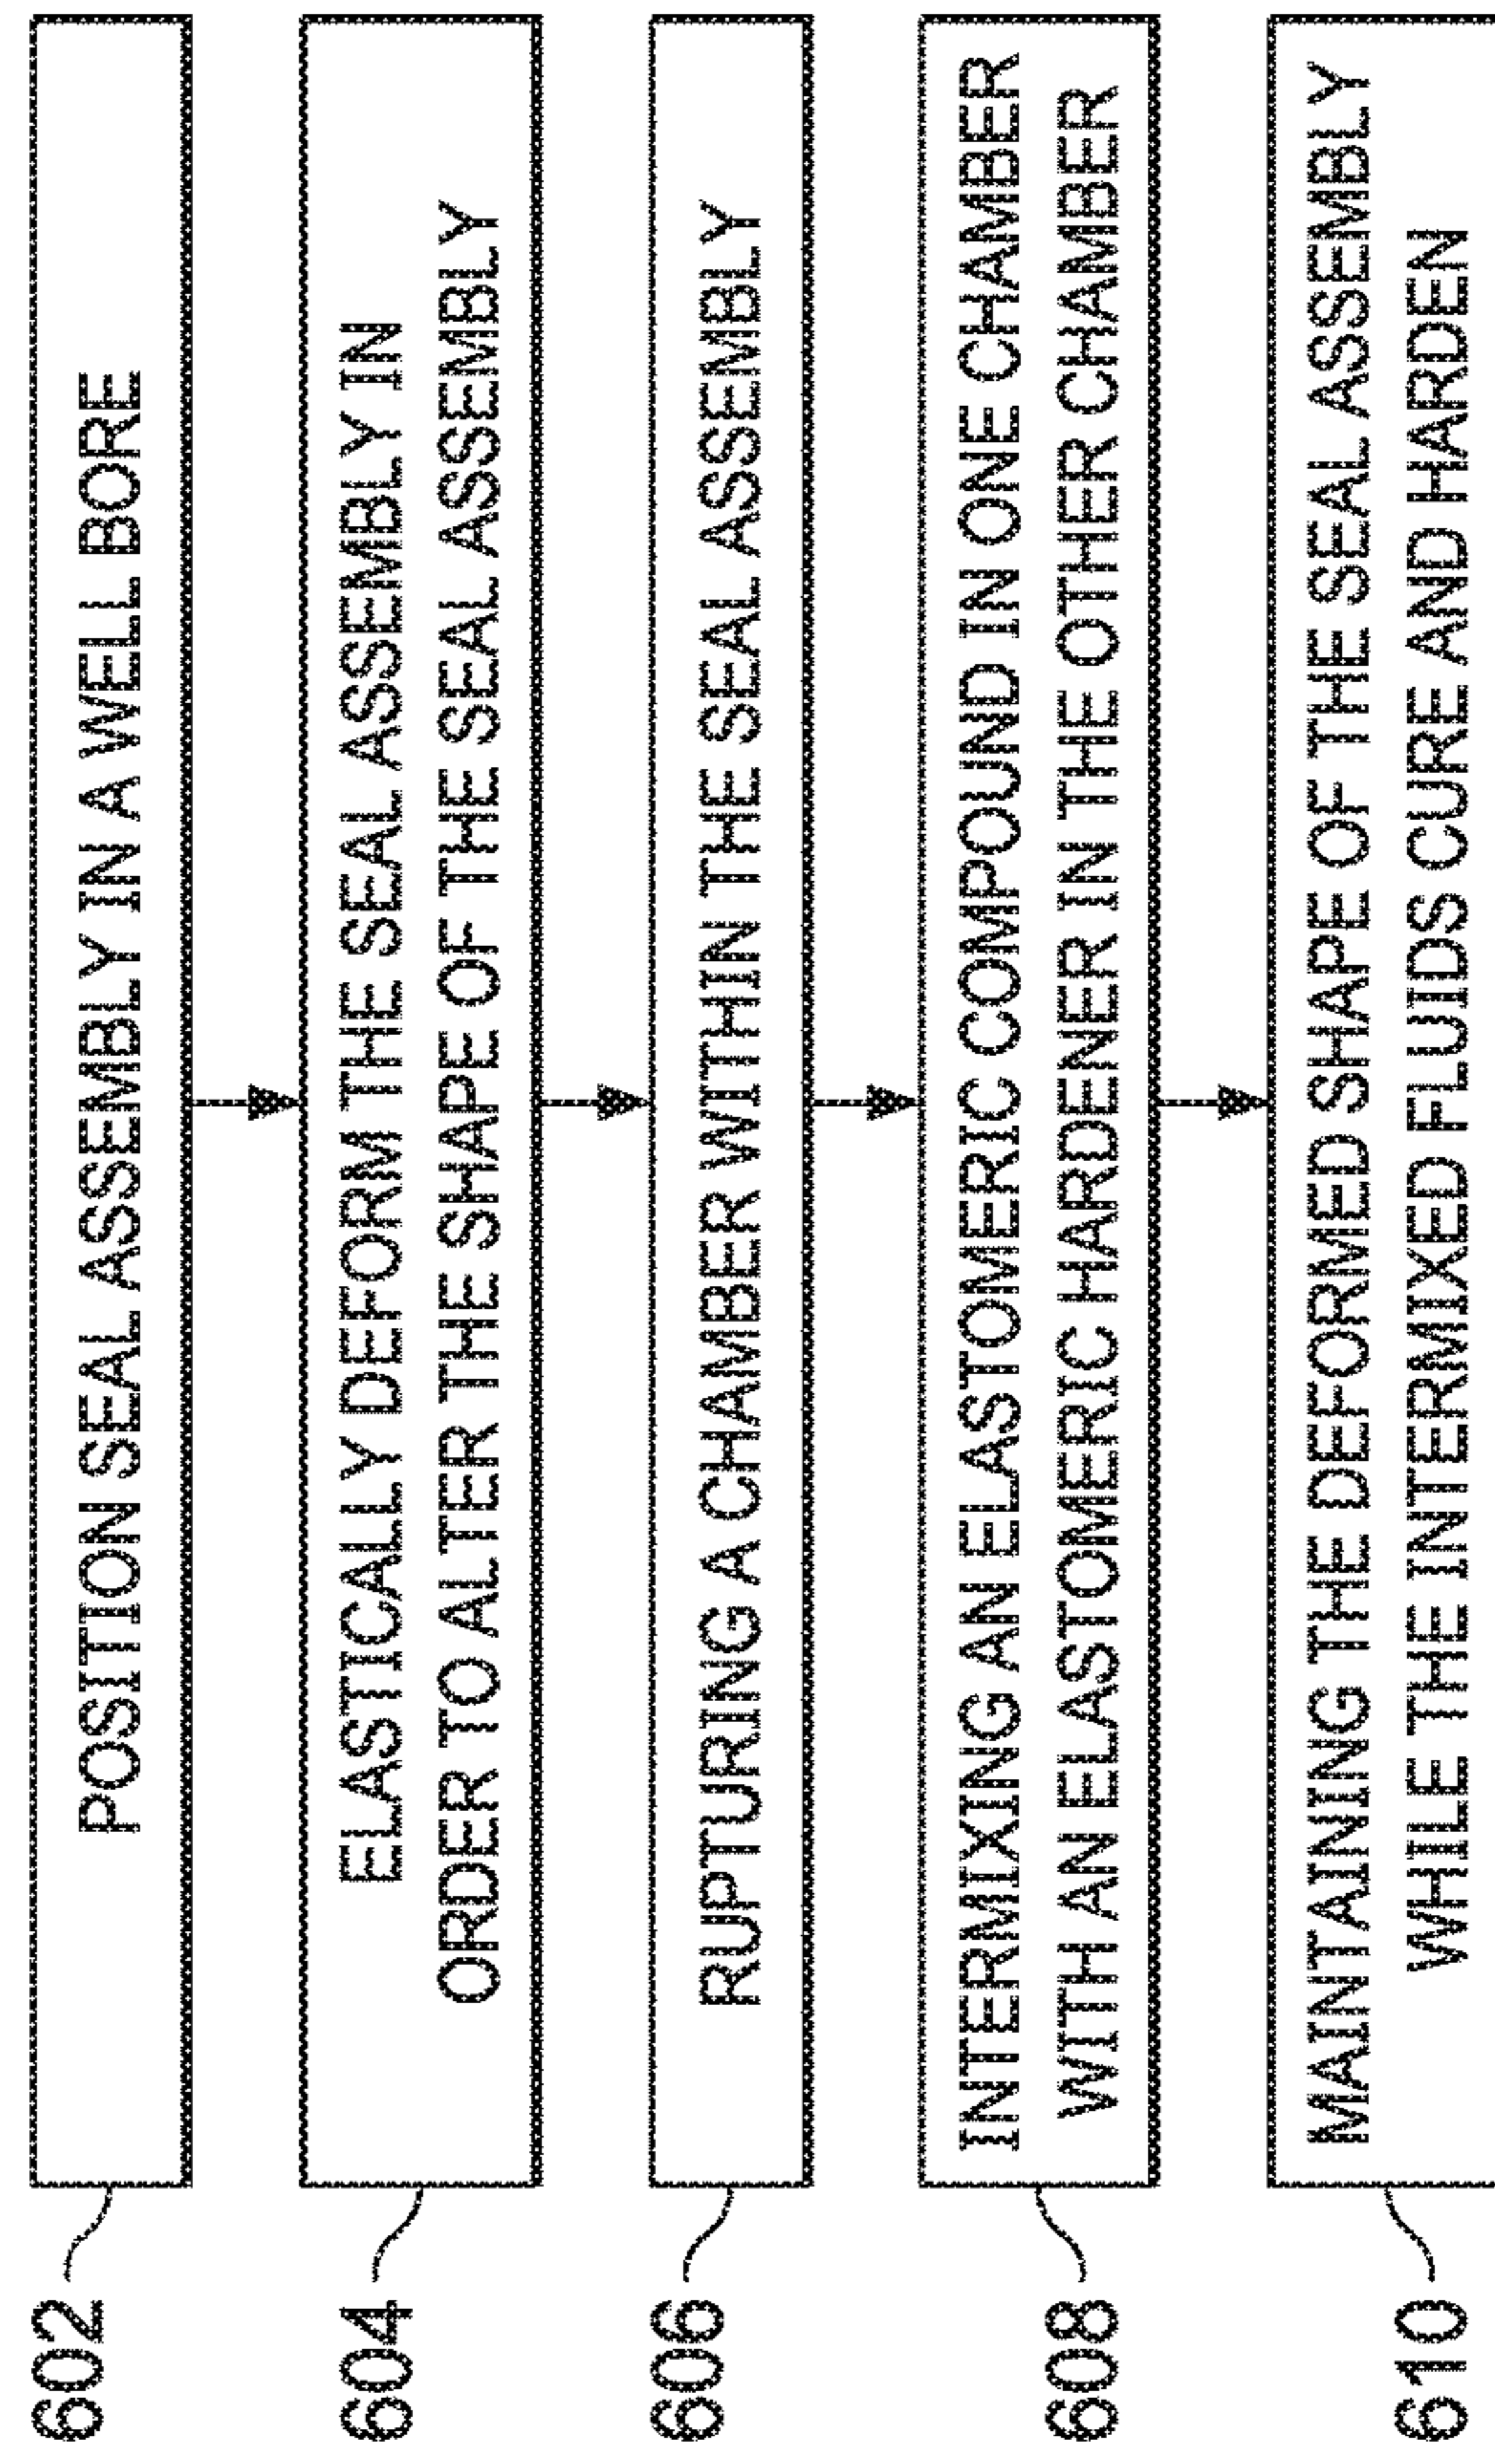 602
POSITION SEAL ASSEMBLY IN A WELL BORE
604
ELASTICALLY DEFORM THE SEAL ASSEMBLY IN
ORDER TO ALTER THE SHAPE OF THE SEAL ASSEMBLY
606
RUPTURING A CHAMBER WITHIN THE SEAL ASSEMBLY
608
INTERMIXING AN ELASTOMERIC COMPOUND IN ONE CHAMBER
WITH AN ELASTOMERIC HARDENER IN THE OTHER CHAMBER
610
MAINTAINING THE DEFORMED SHAPE OF THE SEAL ASSEMBLY
WHILE THE INTERMIXED FLUIDS CURE AND HARDEN